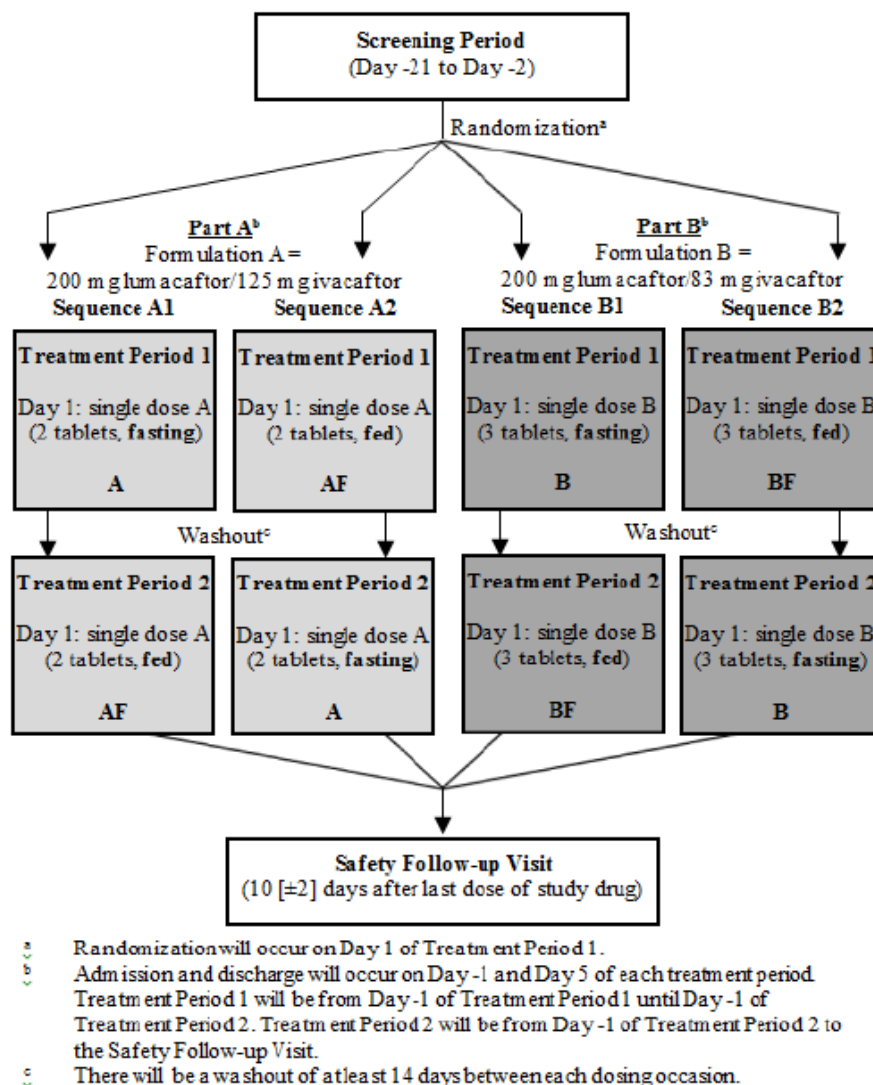 Screening Period
(Day -21 to Day -2)
Randomizationᵃ
Part Aᵇ
Formulation A =
200 mg lumacaftor/125 mg ivacaftor
Part Bᵇ
Formulation B =
200 mg lumacaftor/83 mg ivacaftor
Sequence A1
Sequence A2
Sequence B1
Sequence B2
Treatment Period 1
Day 1: single dose A
(2 tablets, fasting)
A
Treatment Period 1
Day 1: single dose A
(2 tablets, fed)
AF
Treatment Period 1
Day 1: single dose B
(3 tablets, fasting)
B
Treatment Period 1
Day 1: single dose B
(3 tablets, fed)
BF
Washoutᶜ
Washoutᶜ
Treatment Period 2
Day 1: single dose A
(2 tablets, fed)
AF
Treatment Period 2
Day 1: single dose A
(2 tablets, fasting)
A
Treatment Period 2
Day 1: single dose B
(3 tablets, fed)
BF
Treatment Period 2
Day 1: single dose B
(3 tablets, fasting)
B
Safety Follow-up Visit
(10 [±2] days after last dose of study drug)
ᵃ Randomization will occur on Day 1 of Treatment Period 1.
ᵇ Admission and discharge will occur on Day -1 and Day 5 of each treatment period.
Treatment Period 1 will be from Day -1 of Treatment Period 1 until Day -1 of
Treatment Period 2. Treatment Period 2 will be from Day -1 of Treatment Period 2 to
the Safety Follow-up Visit.
ᶜ There will be a washout of at least 14 days between each dosing occasion.